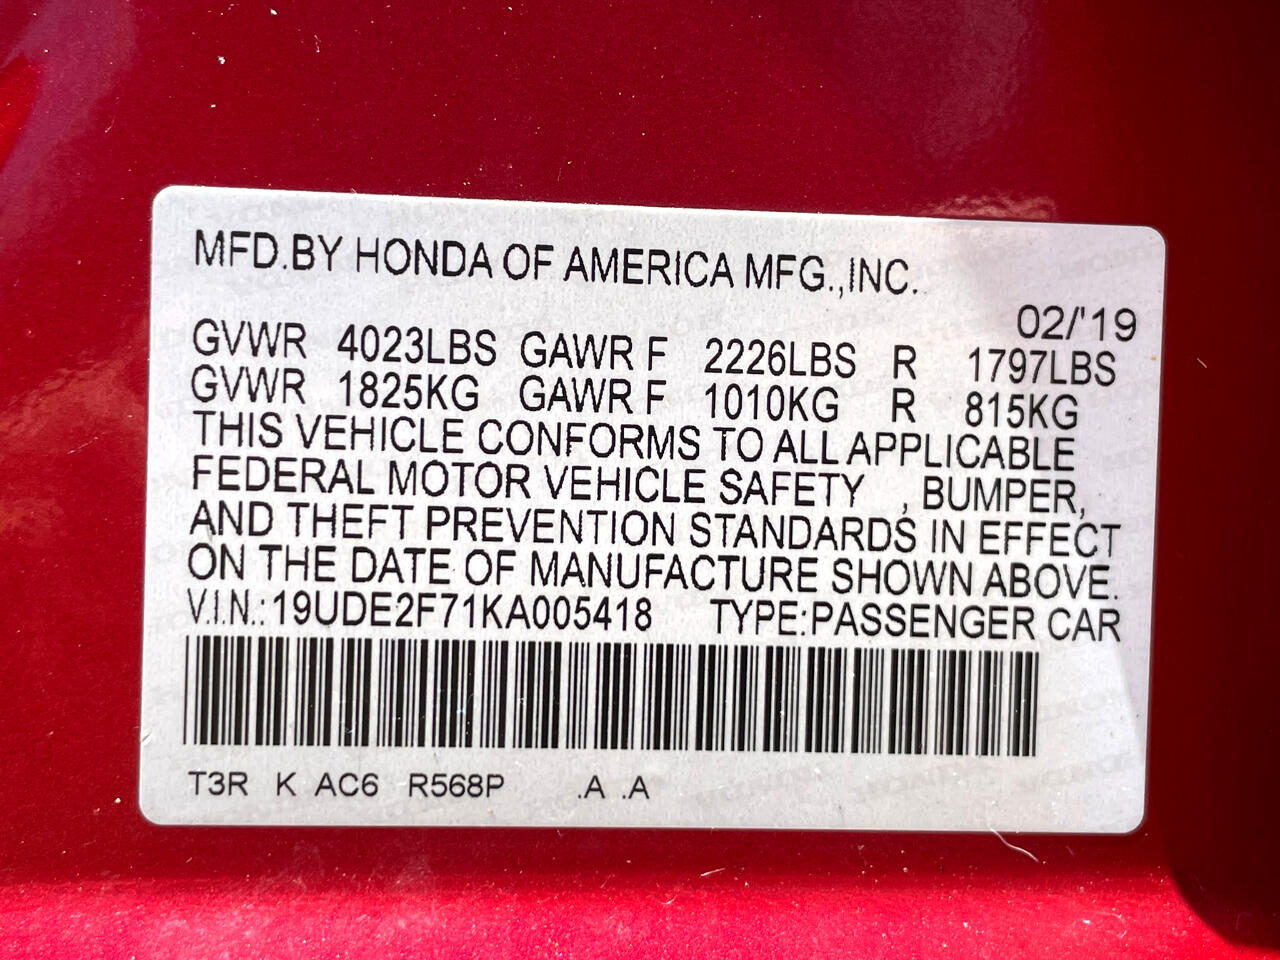 MFD.BY HONDA OF AMERICA MFG.,INC.
02/'19
GVWR 4023LBS GAWR F 2226LBS R 1797LBS
GVWR 1825KG GAWR F 1010KG R 815KG
THIS VEHICLE CONFORMS TO ALL APPLICABLE
FEDERAL MOTOR VEHICLE SAFETY , BUMPER,
AND THEFT PREVENTION STANDARDS IN EFFECT
ON THE DATE OF MANUFACTURE SHOWN ABOVE.
V.I.N.: 19UDE2F71KA005418 TYPE:PASSENGER CAR
T3R K AC6 R568P .A .A